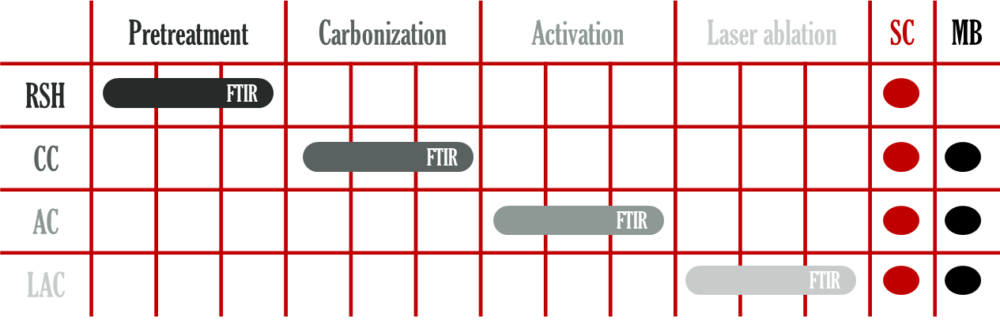 Pretreatment Carbonization Activation Laser ablation SC MB
RSH FTIR
CC FTIR
AC FTIR
LAC FTIR